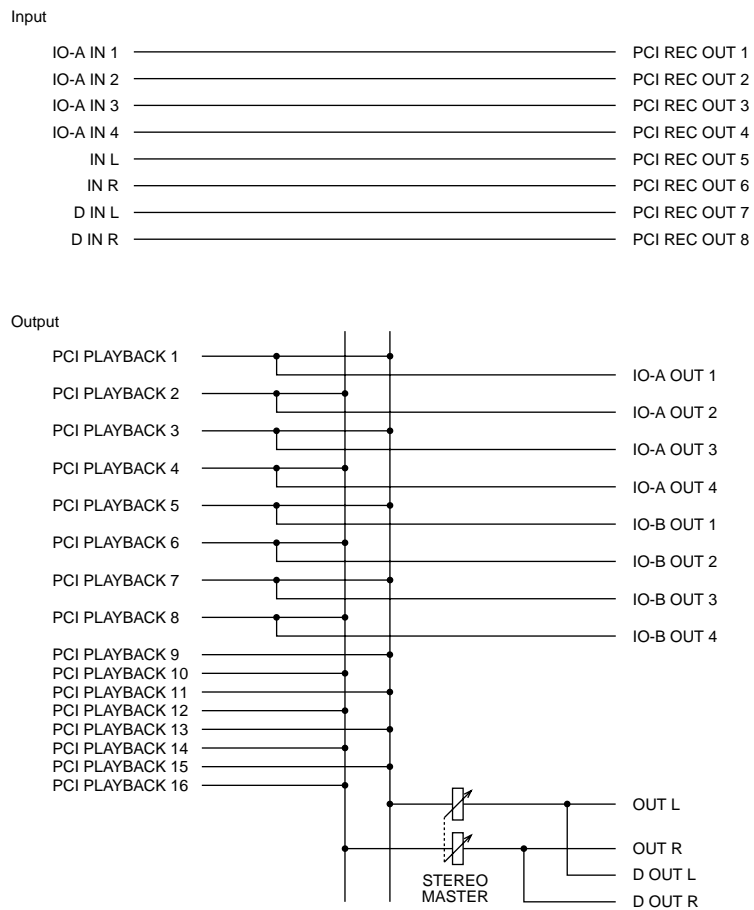 Input
IO-A IN 1 PCI REC OUT 1
IO-A IN 2 PCI REC OUT 2
IO-A IN 3 PCI REC OUT 3
IO-A IN 4 PCI REC OUT 4
IN L PCI REC OUT 5
IN R PCI REC OUT 6
D IN L PCI REC OUT 7
D IN R PCI REC OUT 8
Output
PCI PLAYBACK 1
IO-A OUT 1
PCI PLAYBACK 2
IO-A OUT 2
PCI PLAYBACK 3
IO-A OUT 3
PCI PLAYBACK 4
IO-A OUT 4
PCI PLAYBACK 5
IO-B OUT 1
PCI PLAYBACK 6
IO-B OUT 2
PCI PLAYBACK 7
IO-B OUT 3
PCI PLAYBACK 8
IO-B OUT 4
PCI PLAYBACK 9
PCI PLAYBACK 10
PCI PLAYBACK 11
PCI PLAYBACK 12
PCI PLAYBACK 13
PCI PLAYBACK 14
PCI PLAYBACK 15
PCI PLAYBACK 16
OUT L
OUT R
D OUT L
STEREO
MASTER
D OUT R